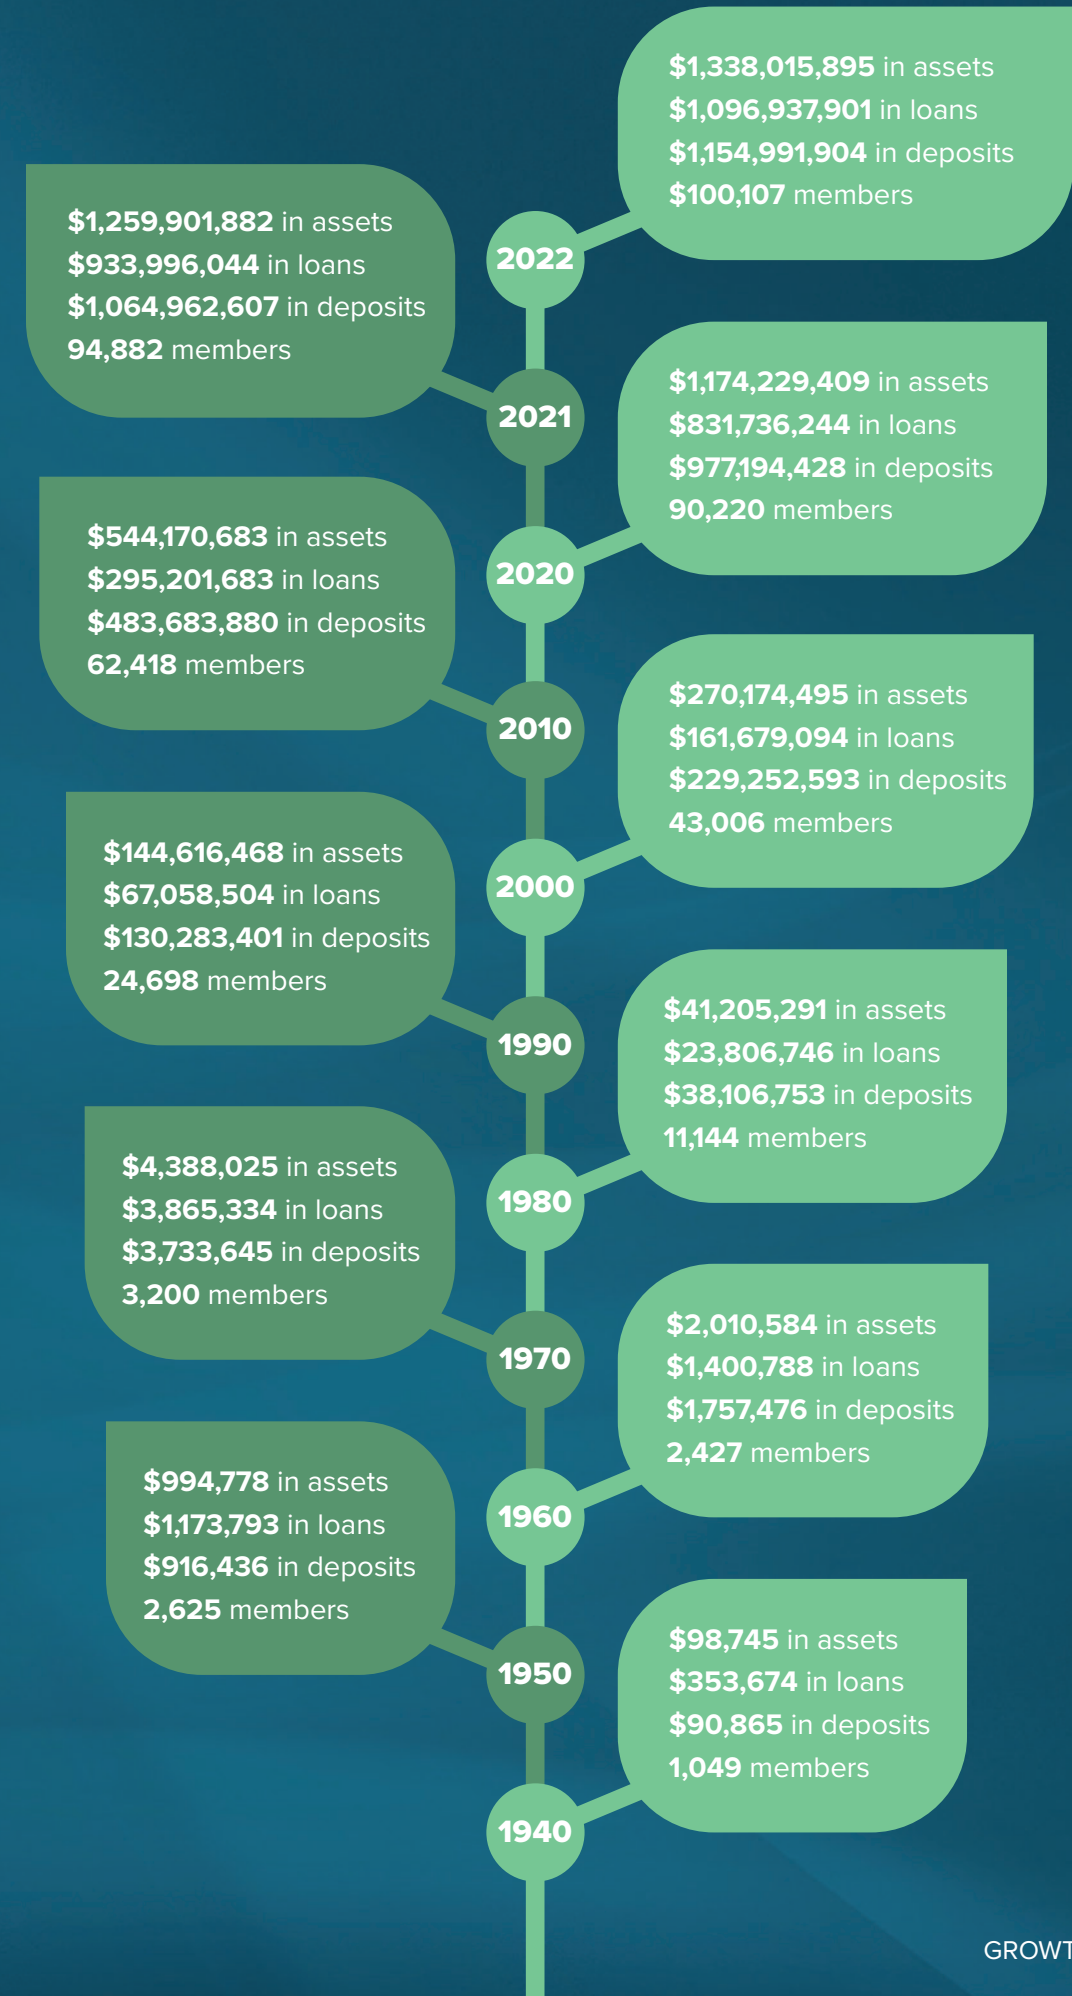 $1,338,015,895 in assets
$1,096,937,901 in loans
$1,154,991,904 in deposits
$100,107 members
2022
$1,259,901,882 in assets
$933,996,044 in loans
$1,064,962,607 in deposits
94,882 members
2021
$1,174,229,409 in assets
$831,736,244 in loans
$977,194,428 in deposits
90,220 members
2020
$544,170,683 in assets
$295,201,683 in loans
$483,683,880 in deposits
62,418 members
2010
$270,174,495 in assets
$161,679,094 in loans
$229,252,593 in deposits
43,006 members
2000
$144,616,468 in assets
$67,058,504 in loans
$130,283,401 in deposits
24,698 members
1990
$41,205,291 in assets
$23,806,746 in loans
$38,106,753 in deposits
11,144 members
1980
$4,388,025 in assets
$3,865,334 in loans
$3,733,645 in deposits
3,200 members
1970
$2,010,584 in assets
$1,400,788 in loans
$1,757,476 in deposits
2,427 members
1960
$994,778 in assets
$1,173,793 in loans
$916,436 in deposits
2,625 members
1950
$98,745 in assets
$353,674 in loans
$90,865 in deposits
1,049 members
1940
GROWT